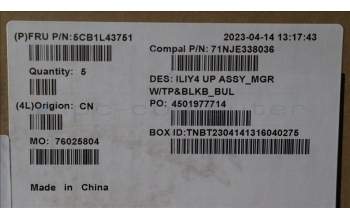 (P)FRU P/N:5CB1L43751
2023-04-14 13:17:43
Compal P/N: 71NJE338036
Quantity: 5
DES: ILIY4 UP ASSY_MGR
W/TP&BLKB_BUL
(4L)Origion: CN
PO: 4501977714
BOX ID:TNBT2304141316040275
MO: 76025804
Made in China